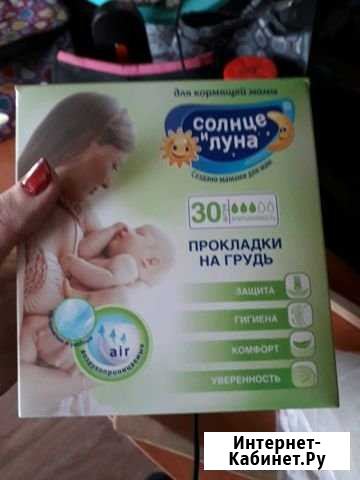 для кормящей мамы
солнце
и луна
Создано мамами для мам
30
ПРОКЛАДКИ
НА ГРУДЬ
ЗАЩИТА
ГИГИЕНА
КОМФОРТ
УВЕРЕННОСТЬ
air
воздухопроницаемые
Интернет-
Кабинет.Ру